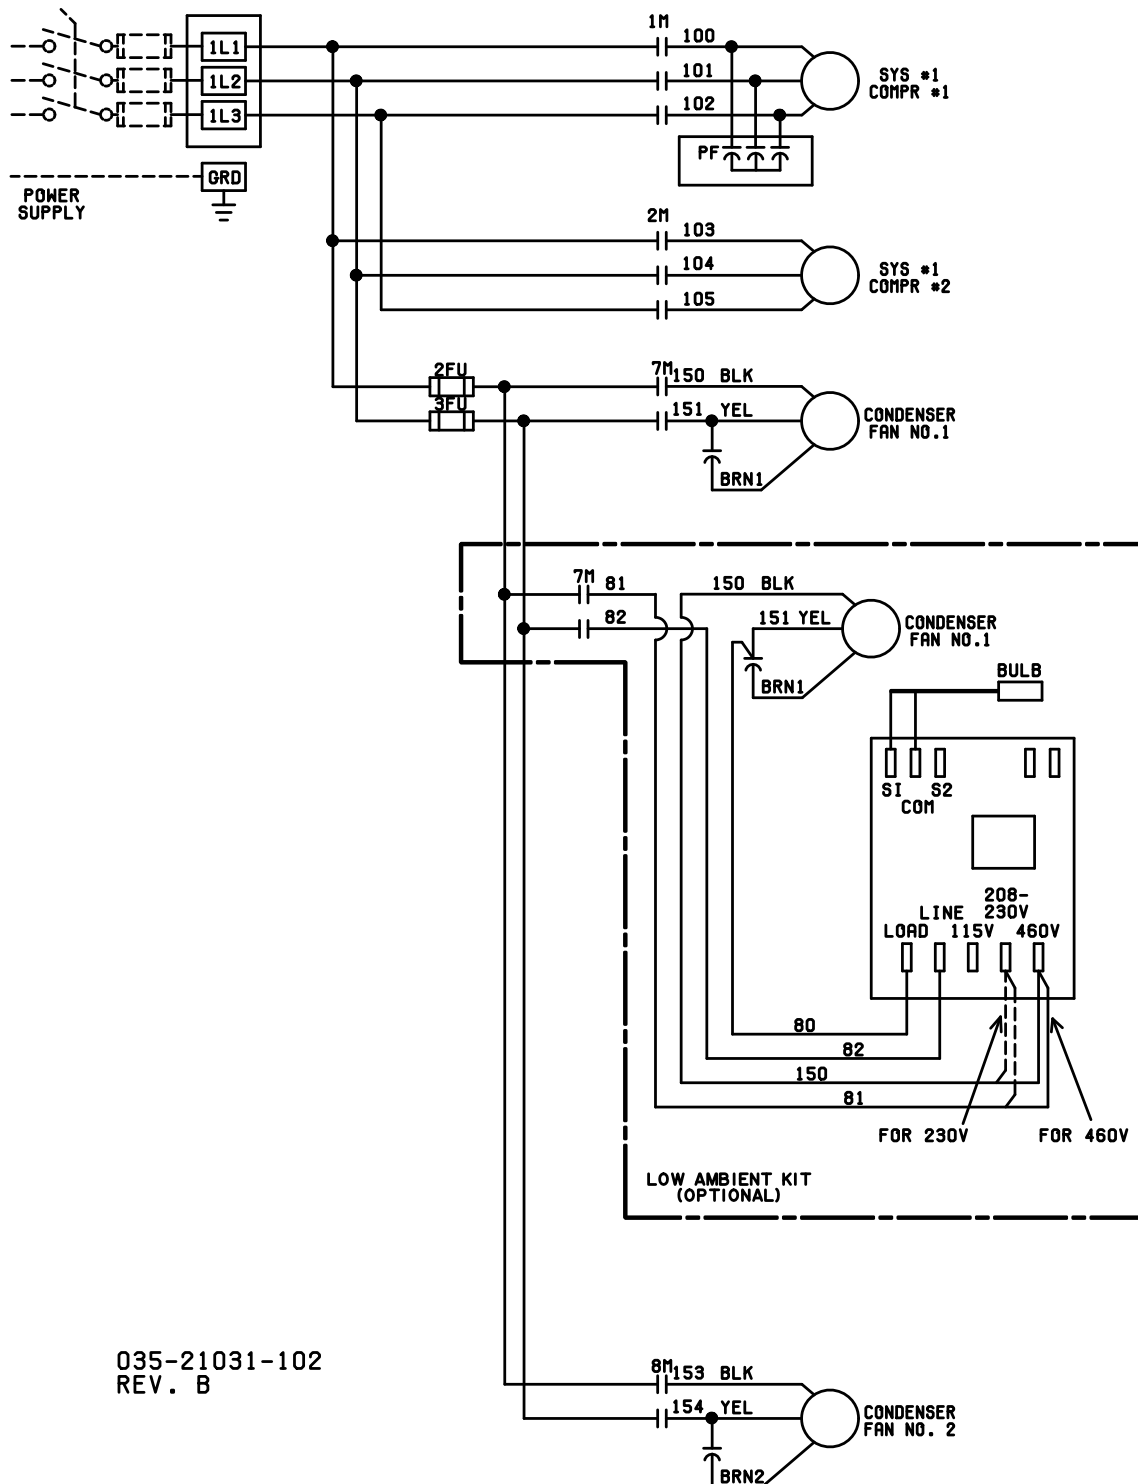 1M
100
1L1
101
SYS #1
COMPR #1
1L2
102
1L3
PF
GRD
POWER
SUPPLY
2M
103
104
SYS #1
COMPR #2
105
2FU
7M
150 BLK
3FU
151 YEL
CONDENSER
FAN NO.1
BRN1
7M
81
150 BLK
82
151 YEL
CONDENSER
FAN NO.1
BRN1
BULB
SI
S2
COM
208-
LINE 230V
LOAD 115V 460V
80
82
150
81
FOR 230V
FOR 460V
LOW AMBIENT KIT
(OPTIONAL)
035-21031-102
REV. B
8M
153 BLK
154 YEL
CONDENSER
FAN NO. 2
BRN2